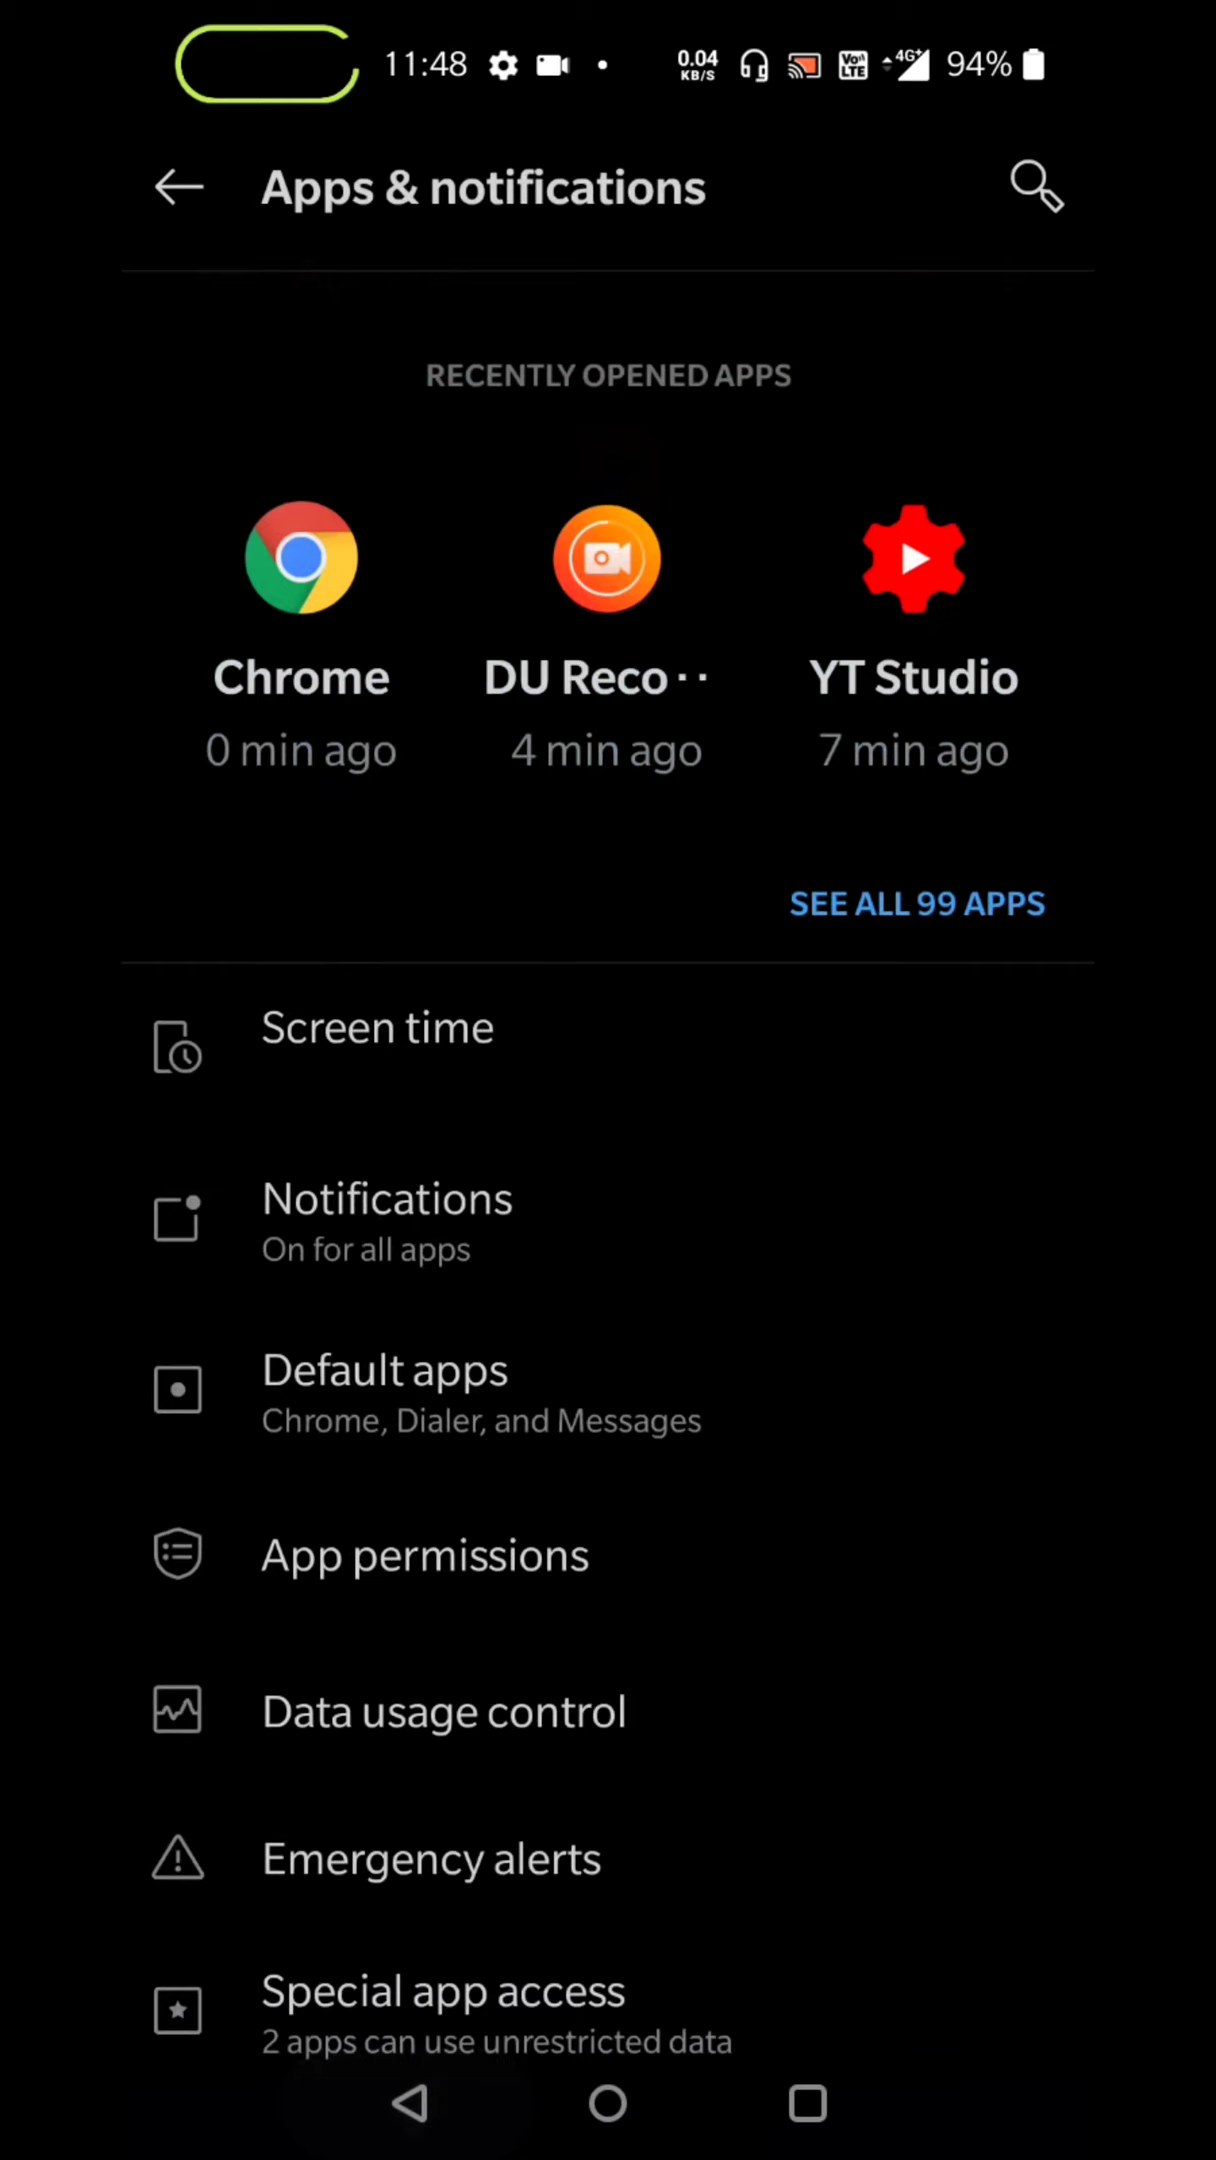 11:48 0.04 KB/S Vo)) LTE 4G+ 94%
Apps & notifications
RECENTLY OPENED APPS
Chrome DU Reco·· YT Studio
0 min ago 4 min ago 7 min ago
SEE ALL 99 APPS
Screen time
Notifications
On for all apps
Default apps
Chrome, Dialer, and Messages
App permissions
Data usage control
Emergency alerts
Special app access
2 apps can use unrestricted data